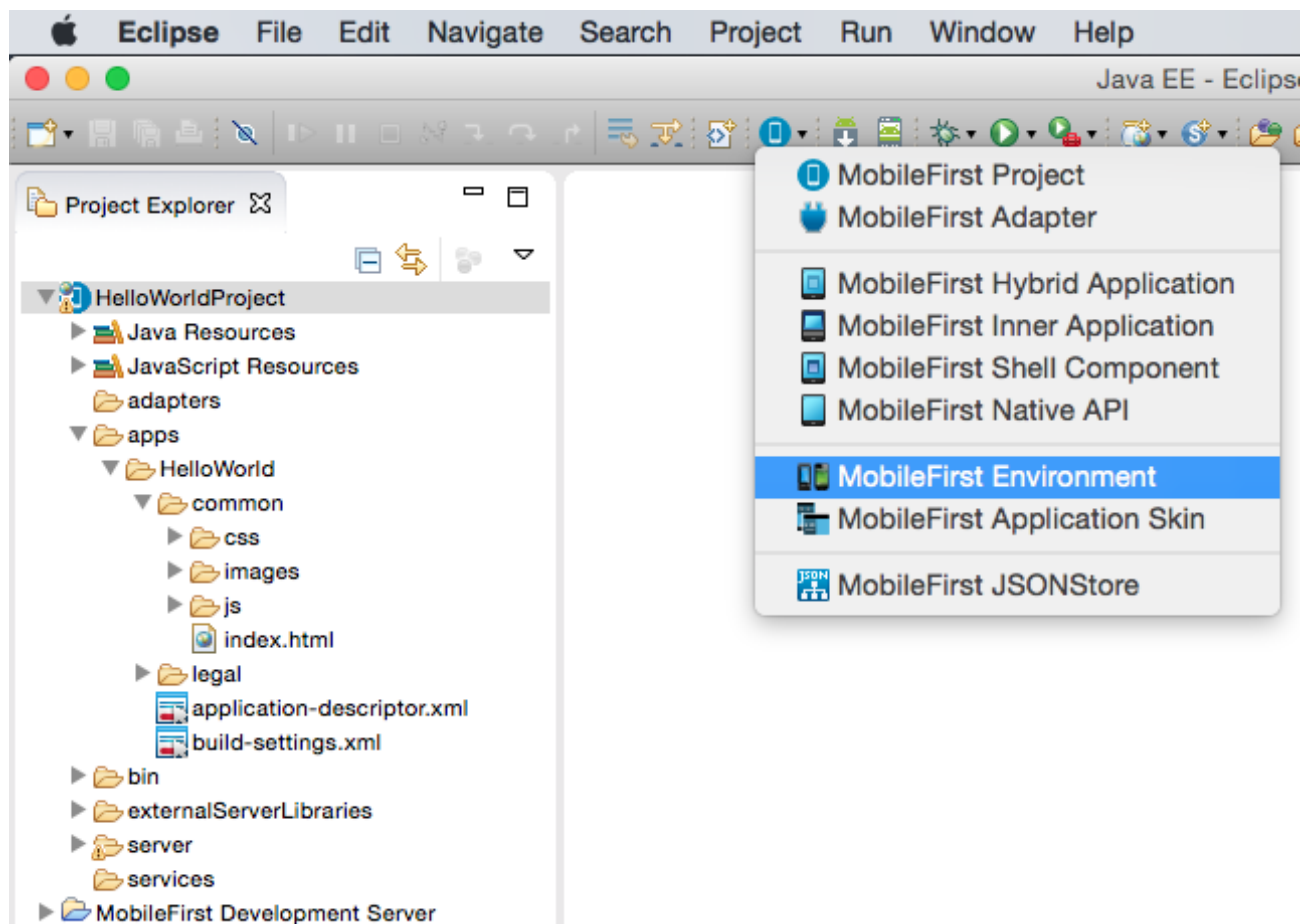 Eclipse File Edit Navigate Search Project Run Window Help
Java EE - Eclipse
Project Explorer
HelloWorldProject
Java Resources
JavaScript Resources
adapters
apps
HelloWorld
common
css
images
js
index.html
legal
application-descriptor.xml
build-settings.xml
bin
externalServerLibraries
server
services
MobileFirst Development Server
MobileFirst Project
MobileFirst Adapter
MobileFirst Hybrid Application
MobileFirst Inner Application
MobileFirst Shell Component
MobileFirst Native API
MobileFirst Environment
MobileFirst Application Skin
JSON
MobileFirst JSONStore